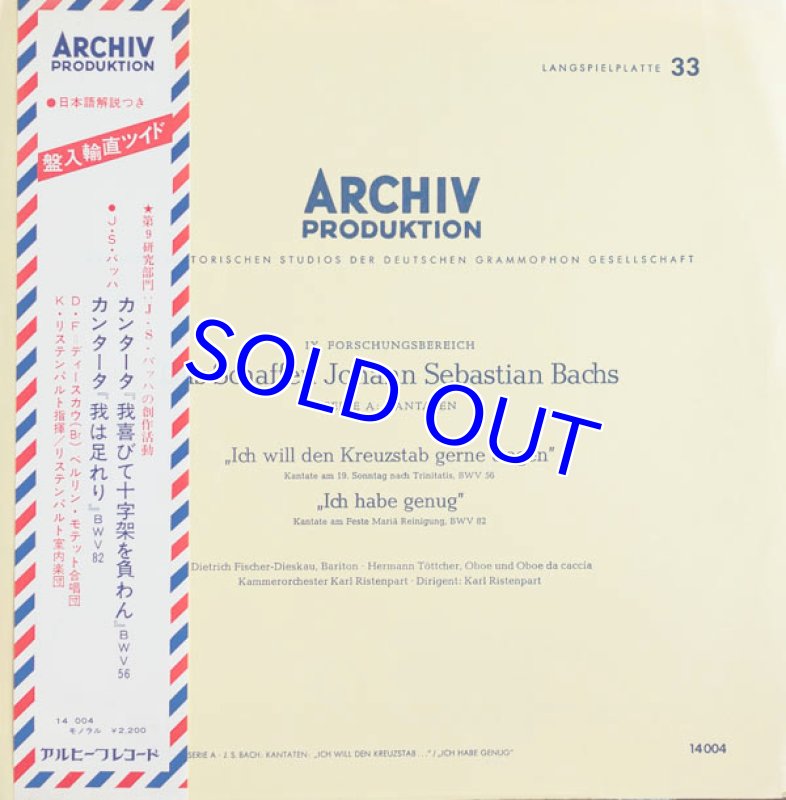 ARCHIV
PRODUKTION
●日本語解説つき
盤入輸直ツイド
★第9研究部門:J・S・バッハの創作活動
●J・S・バッハ
カンタータ『我喜びて十字架を負わん』BWV56
カンタータ『我は足れり』BWV82
D・F=ディースカウ(Br) ベルリン・モテット合唱団
K・リステンパルト指揮/リステンパルト室内楽団
14 004
モノラル ¥2,200
アルヒーフレコード
LANGSPIELPLATTE 33
ARCHIV
PRODUKTION
TORISCHEN STUDIOS DER DEUTSCHEN GRAMMOPHON GESELLSCHAFT
IX. FORSCHUNGSBEREICH
Schaffen Johann Sebastian Bachs
SERIE A: KANTATEN
SOLD OUT
„Ich will den Kreuzstab gerne tragen”
Kantate am 19. Sonntag nach Trinitatis, BWV 56
„Ich habe genug”
Kantate am Feste Mariä Reinigung, BWV 82
Dietrich Fischer-Dieskau, Bariton · Hermann Töttcher, Oboe und Oboe da caccia
Kammerorchester Karl Ristenpart · Dirigent: Karl Ristenpart
SERIE A · J. S. BACH: KANTATEN: „ICH WILL DEN KREUZSTAB ...” / „ICH HABE GENUG”
14004